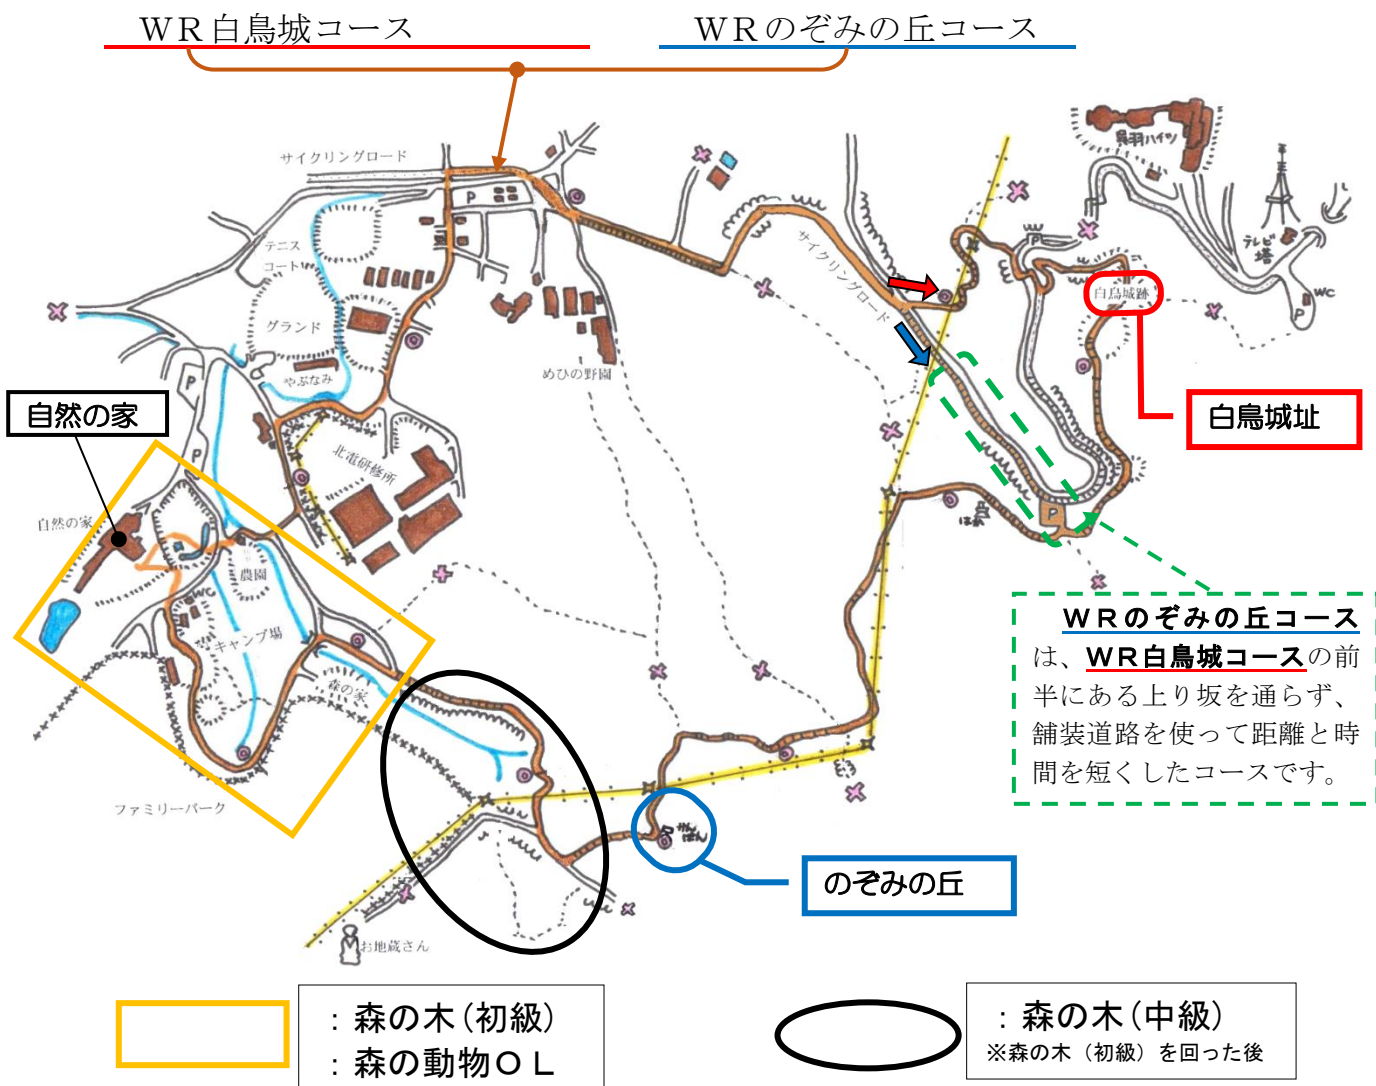 WR白鳥城コース
WRのぞみの丘コース
呉羽ハイツ
サイクリングロード
P
テニス
コート
サイクリングロード
P
テレビ
塔
白鳥城跡
WC
P
グランド
めひの野園
やぶなみ
P
自然の家
白鳥城址
P
北電研修所
自然の家
はか
P
農園
WC
キャンプ場
森の家
WRのぞみの丘コース
は、WR白鳥城コースの前
半にある上り坂を通らず、
舗装道路を使って距離と時
間を短くしたコースです。
ファミリーパーク
かんばん
のぞみの丘
お地蔵さん
：森の木(初級)
：森の動物OL
：森の木(中級)
※森の木（初級）を回った後